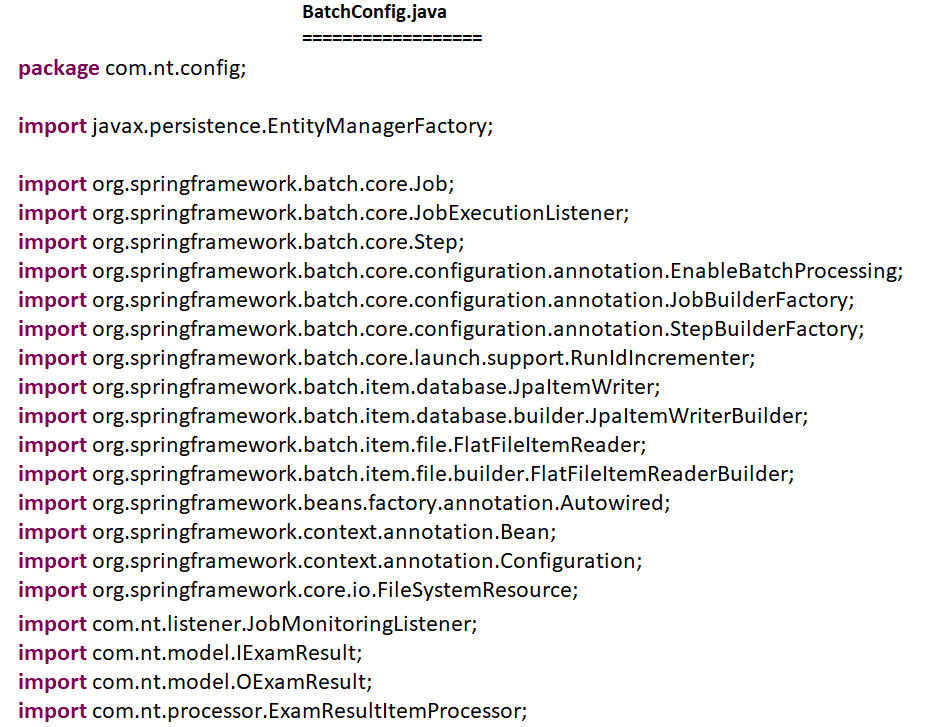 BatchConfig.java
==================
package com.nt.config;
import javax.persistence.EntityManagerFactory;
import org.springframework.batch.core.Job;
import org.springframework.batch.core.JobExecutionListener;
import org.springframework.batch.core.Step;
import org.springframework.batch.core.configuration.annotation.EnableBatchProcessing;
import org.springframework.batch.core.configuration.annotation.JobBuilderFactory;
import org.springframework.batch.core.configuration.annotation.StepBuilderFactory;
import org.springframework.batch.core.launch.support.RunIdIncrementer;
import org.springframework.batch.item.database.JpaItemWriter;
import org.springframework.batch.item.database.builder.JpaItemWriterBuilder;
import org.springframework.batch.item.file.FlatFileItemReader;
import org.springframework.batch.item.file.builder.FlatFileItemReaderBuilder;
import org.springframework.beans.factory.annotation.Autowired;
import org.springframework.context.annotation.Bean;
import org.springframework.context.annotation.Configuration;
import org.springframework.core.io.FileSystemResource;
import com.nt.listener.JobMonitoringListener;
import com.nt.model.IExamResult;
import com.nt.model.OExamResult;
import com.nt.processor.ExamResultItemProcessor;